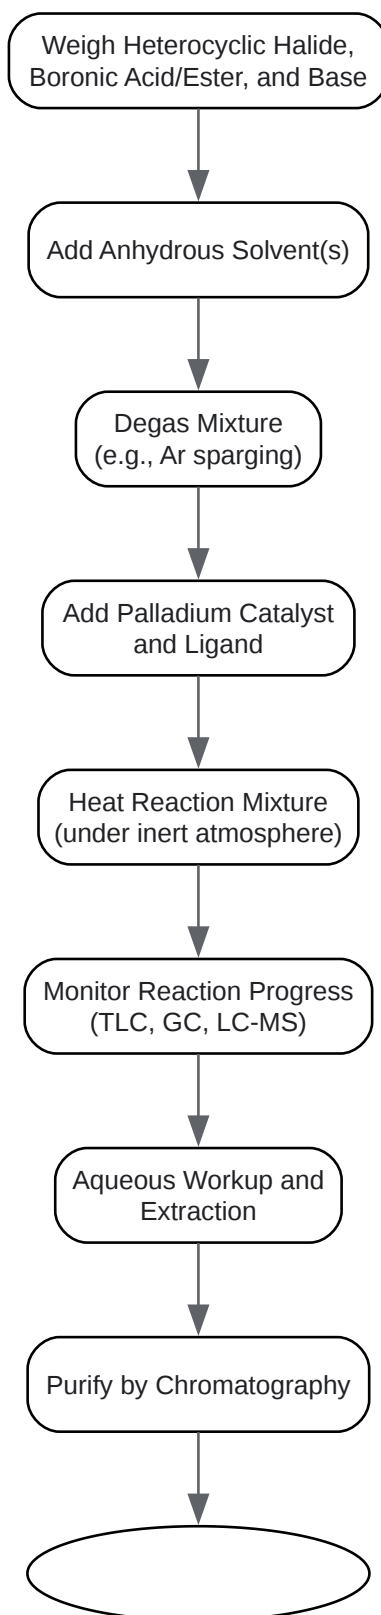 Weigh Heterocyclic Halide,
Boronic Acid/Ester, and Base
Add Anhydrous Solvent(s)
Degas Mixture
(e.g., Ar sparging)
Add Palladium Catalyst
and Ligand
Heat Reaction Mixture
(under inert atmosphere)
Monitor Reaction Progress
(TLC, GC, LC-MS)
Aqueous Workup and
Extraction
Purify by Chromatography